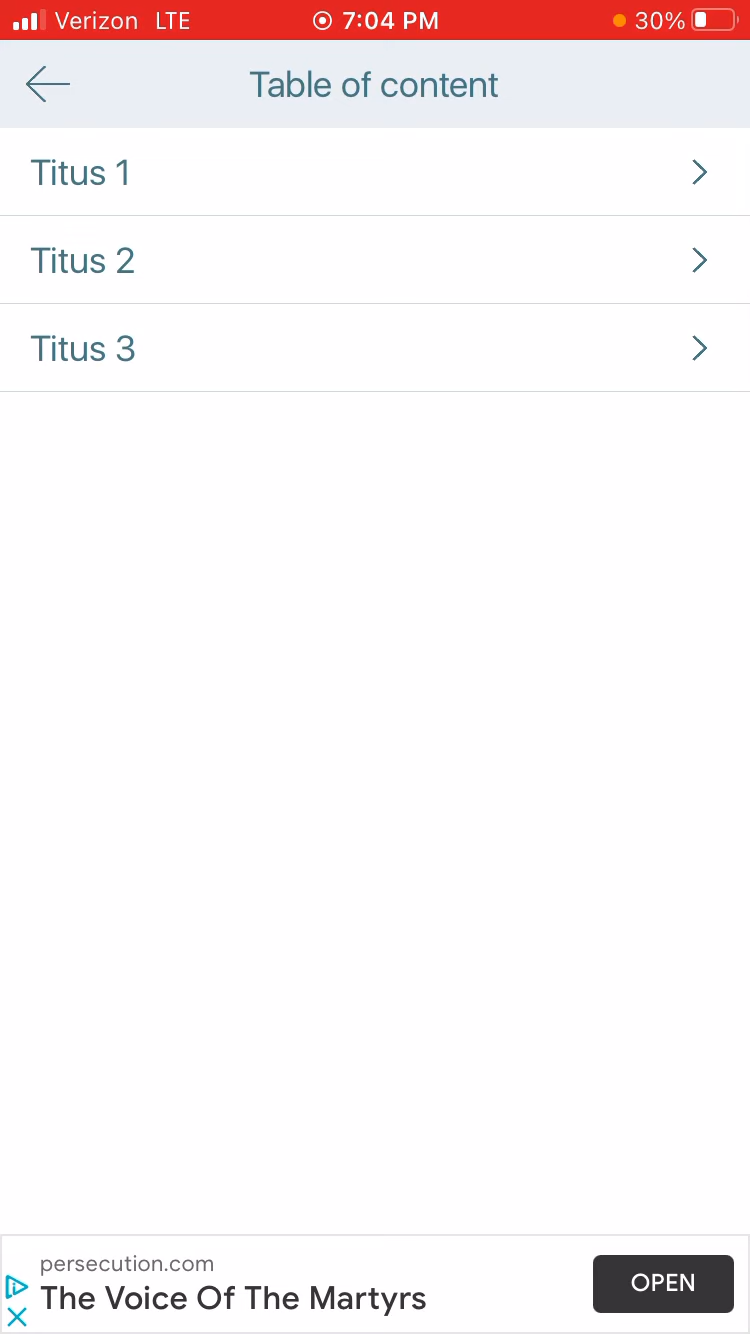 Verizon LTE 7:04 PM 30%
Table of content
Titus 1
Titus 2
Titus 3
persecution.com
The Voice Of The Martyrs
OPEN